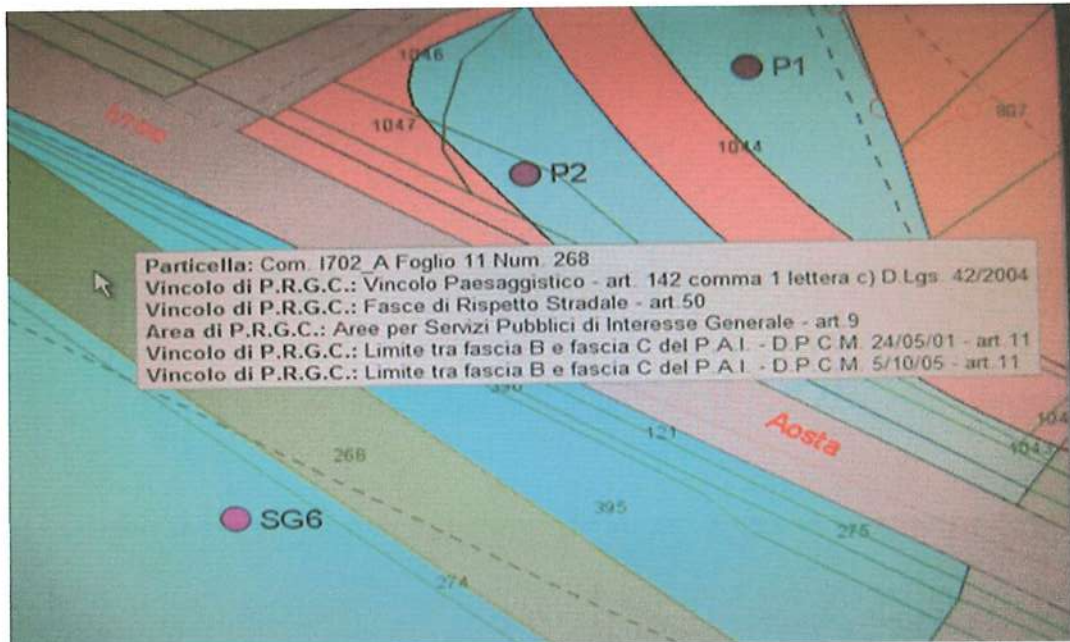 1046
P1
807
1047
1044
P2
Particella: Com. I702_A Foglio 11 Num. 268
Vincolo di P.R.G.C.: Vincolo Paesaggistico - art. 142 comma 1 lettera c) D.Lgs. 42/2004
Vincolo di P.R.G.C.: Fasce di Rispetto Stradale - art.50
Area di P.R.G.C.: Aree per Servizi Pubblici di Interesse Generale - art.9
Vincolo di P.R.G.C.: Limite tra fascia B e fascia C del P.A.I. - D.P.C.M. 24/05/01 - art.11
Vincolo di P.R.G.C.: Limite tra fascia B e fascia C del P.A.I. - D.P.C.M. 5/10/05 - art.11
121
Aosta
1043
268
395
SG6
275
274